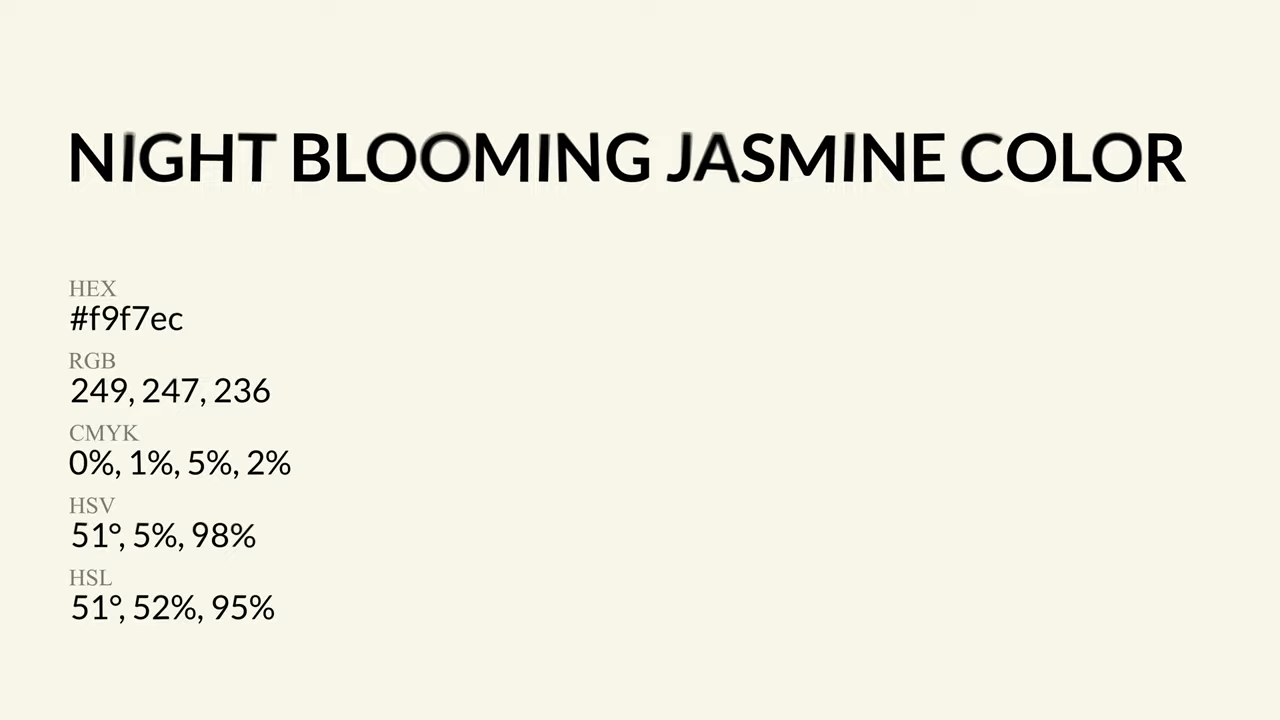 NIGHT BLOOMING JASMINE COLOR
HEX
#f9f7ec
RGB
249, 247, 236
CMYK
0%, 1%, 5%, 2%
HSV
51°, 5%, 98%
HSL
51°, 52%, 95%